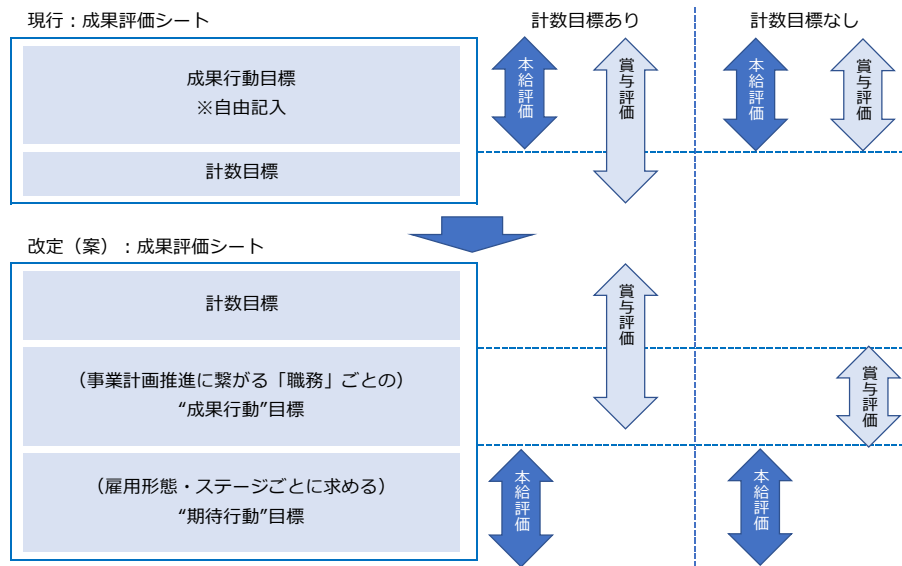 現行：成果評価シート
計数目標あり
計数目標なし
成果行動目標
※自由記入
計数目標
本給評価
賞与評価
本給評価
賞与評価
改定（案）：成果評価シート
計数目標
（事業計画推進に繋がる「職務」ごとの）
“成果行動”目標
（雇用形態・ステージごとに求める）
“期待行動”目標
賞与評価
賞与評価
本給評価
本給評価